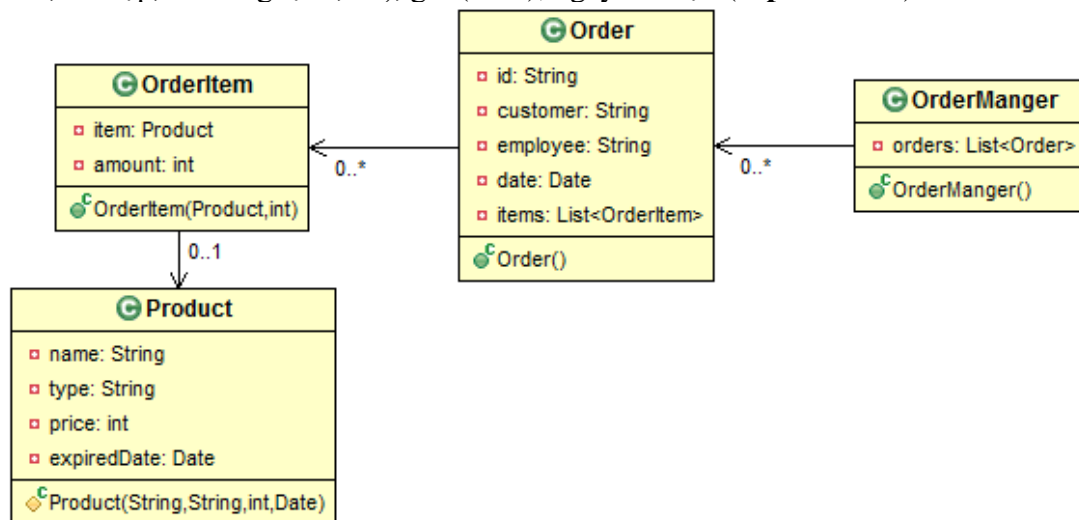 Order
id: String
customer: String
employee: String
date: Date
items: List<OrderItem>
Order()
OrderItem
item: Product
amount: int
OrderItem(Product,int)
0..*
OrderManger
orders: List<Order>
OrderManger()
0..*
0..1
Product
name: String
type: String
price: int
expiredDate: Date
Product(String,String,int,Date)